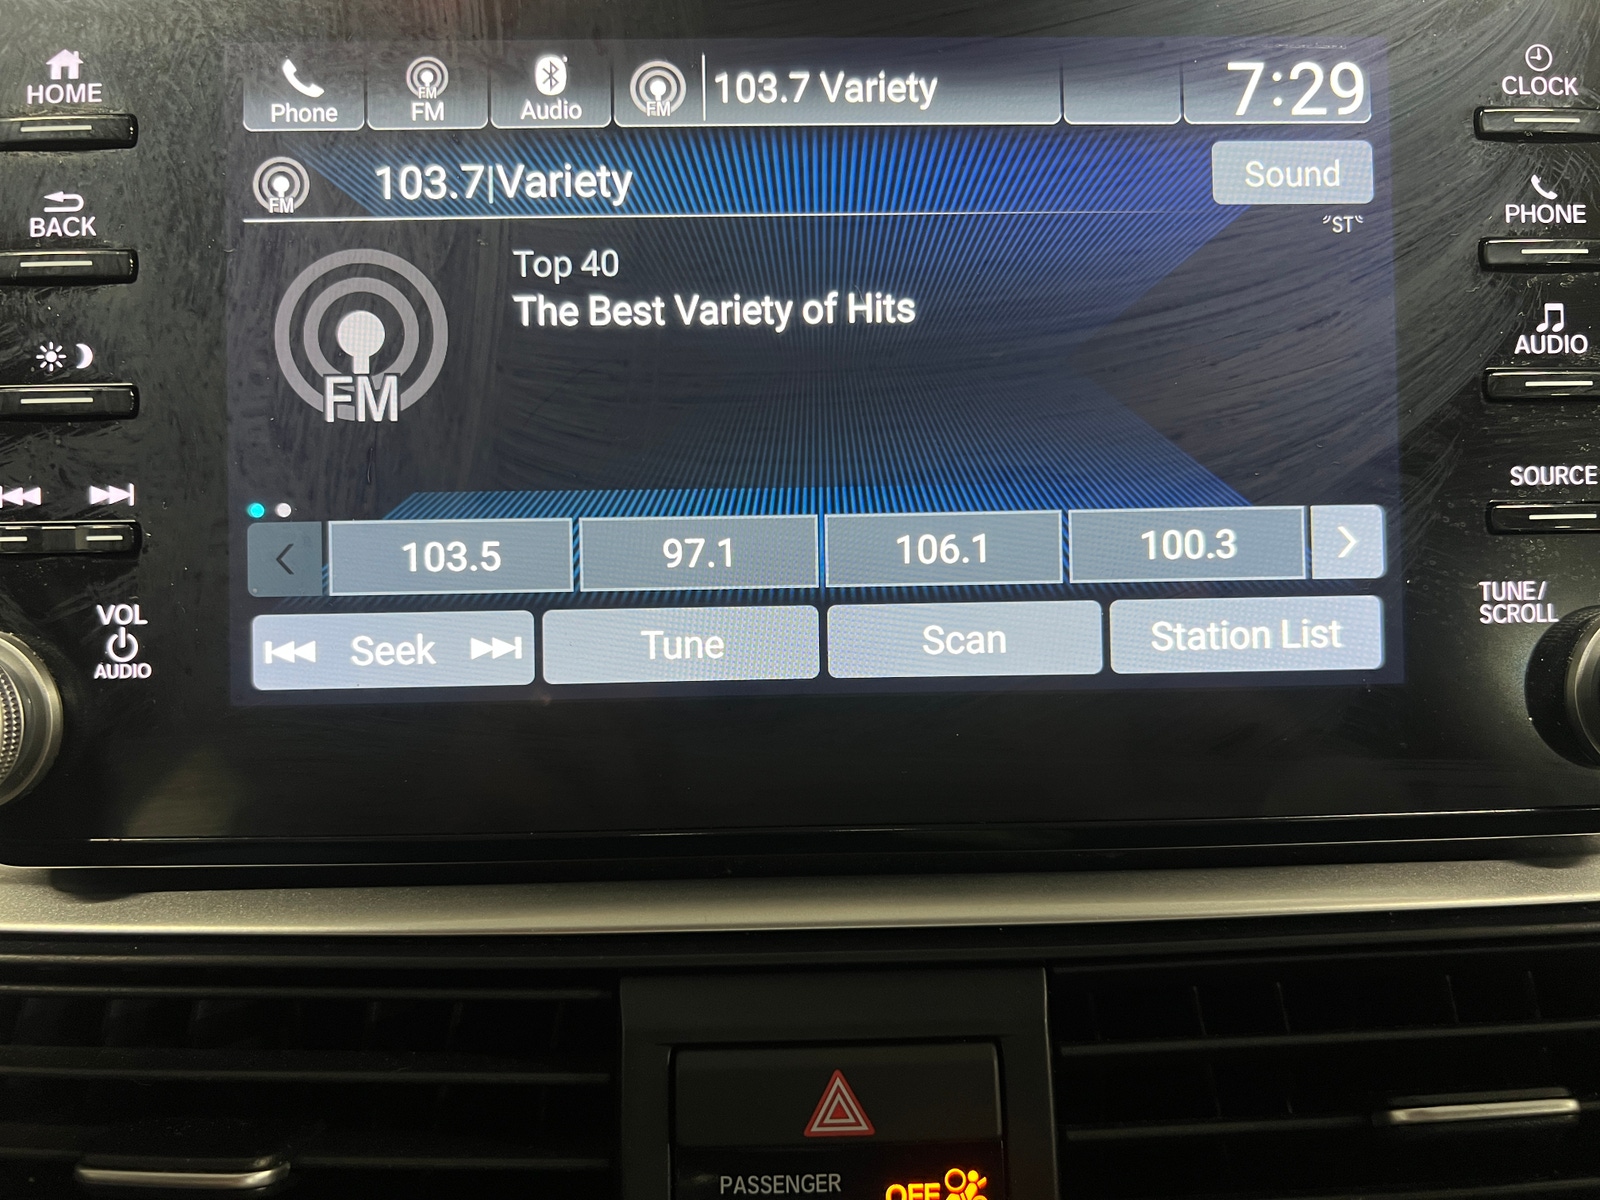 HOME
Phone
FM
FM
Audio
FM
103.7 Variety
7:29
CLOCK
FM
103.7|Variety
Sound
BACK
PHONE
"ST"
Top 40
The Best Variety of Hits
FM
AUDIO
SOURCE
103.5
97.1
106.1
100.3
VOL
AUDIO
Seek
Tune
Scan
Station List
TUNE/
SCROLL
PASSENGER
OFF